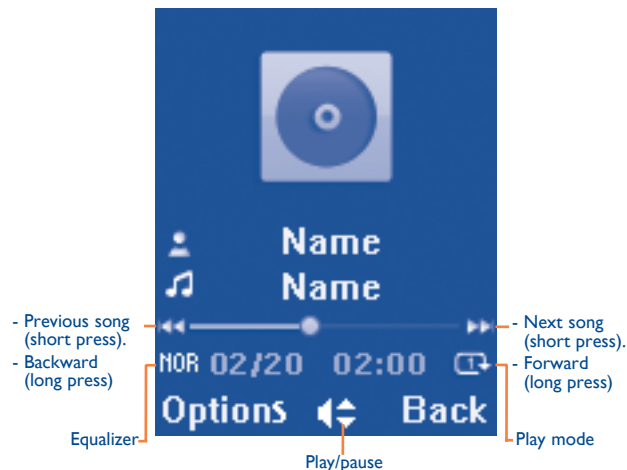 Name
Name
- Previous song
(short press).
- Backward
(long press)
- Next song
(short press).
- Forward
(long press)
NOR 02/20 02:00 1
Options Back
Equalizer
Play/pause
Play mode